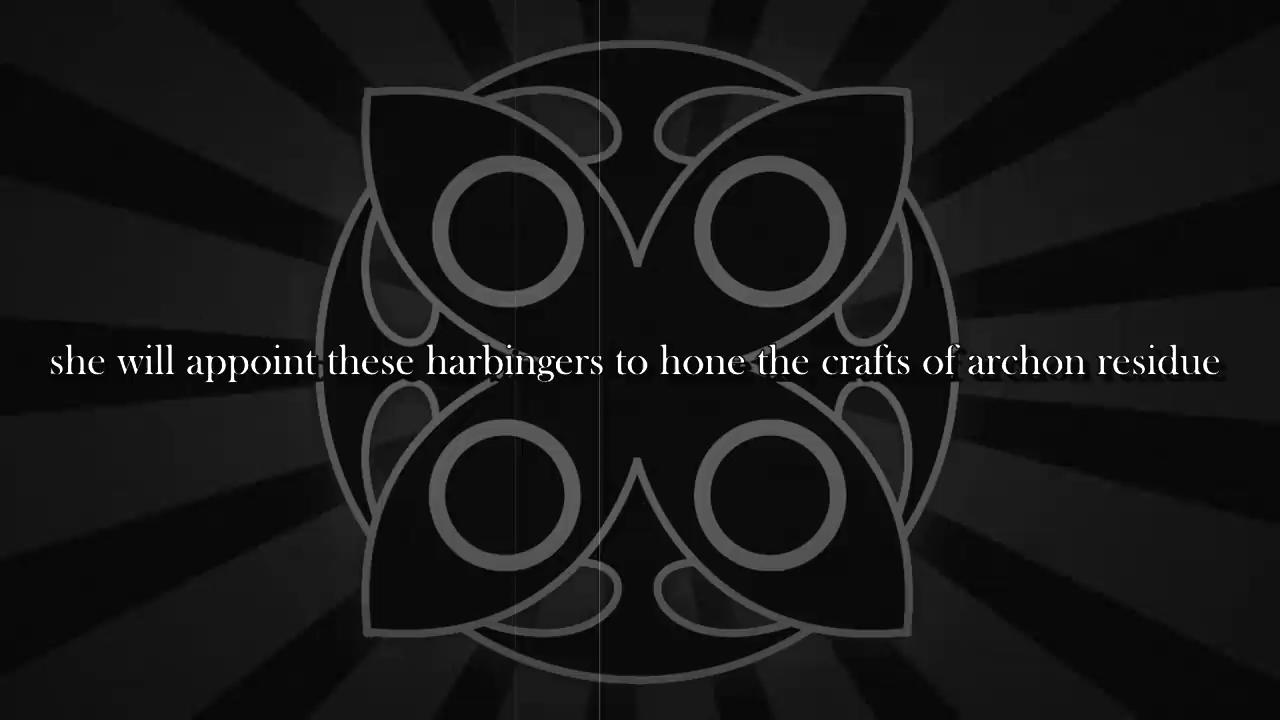 she will appoint these harbingers to hone the crafts of archon residue